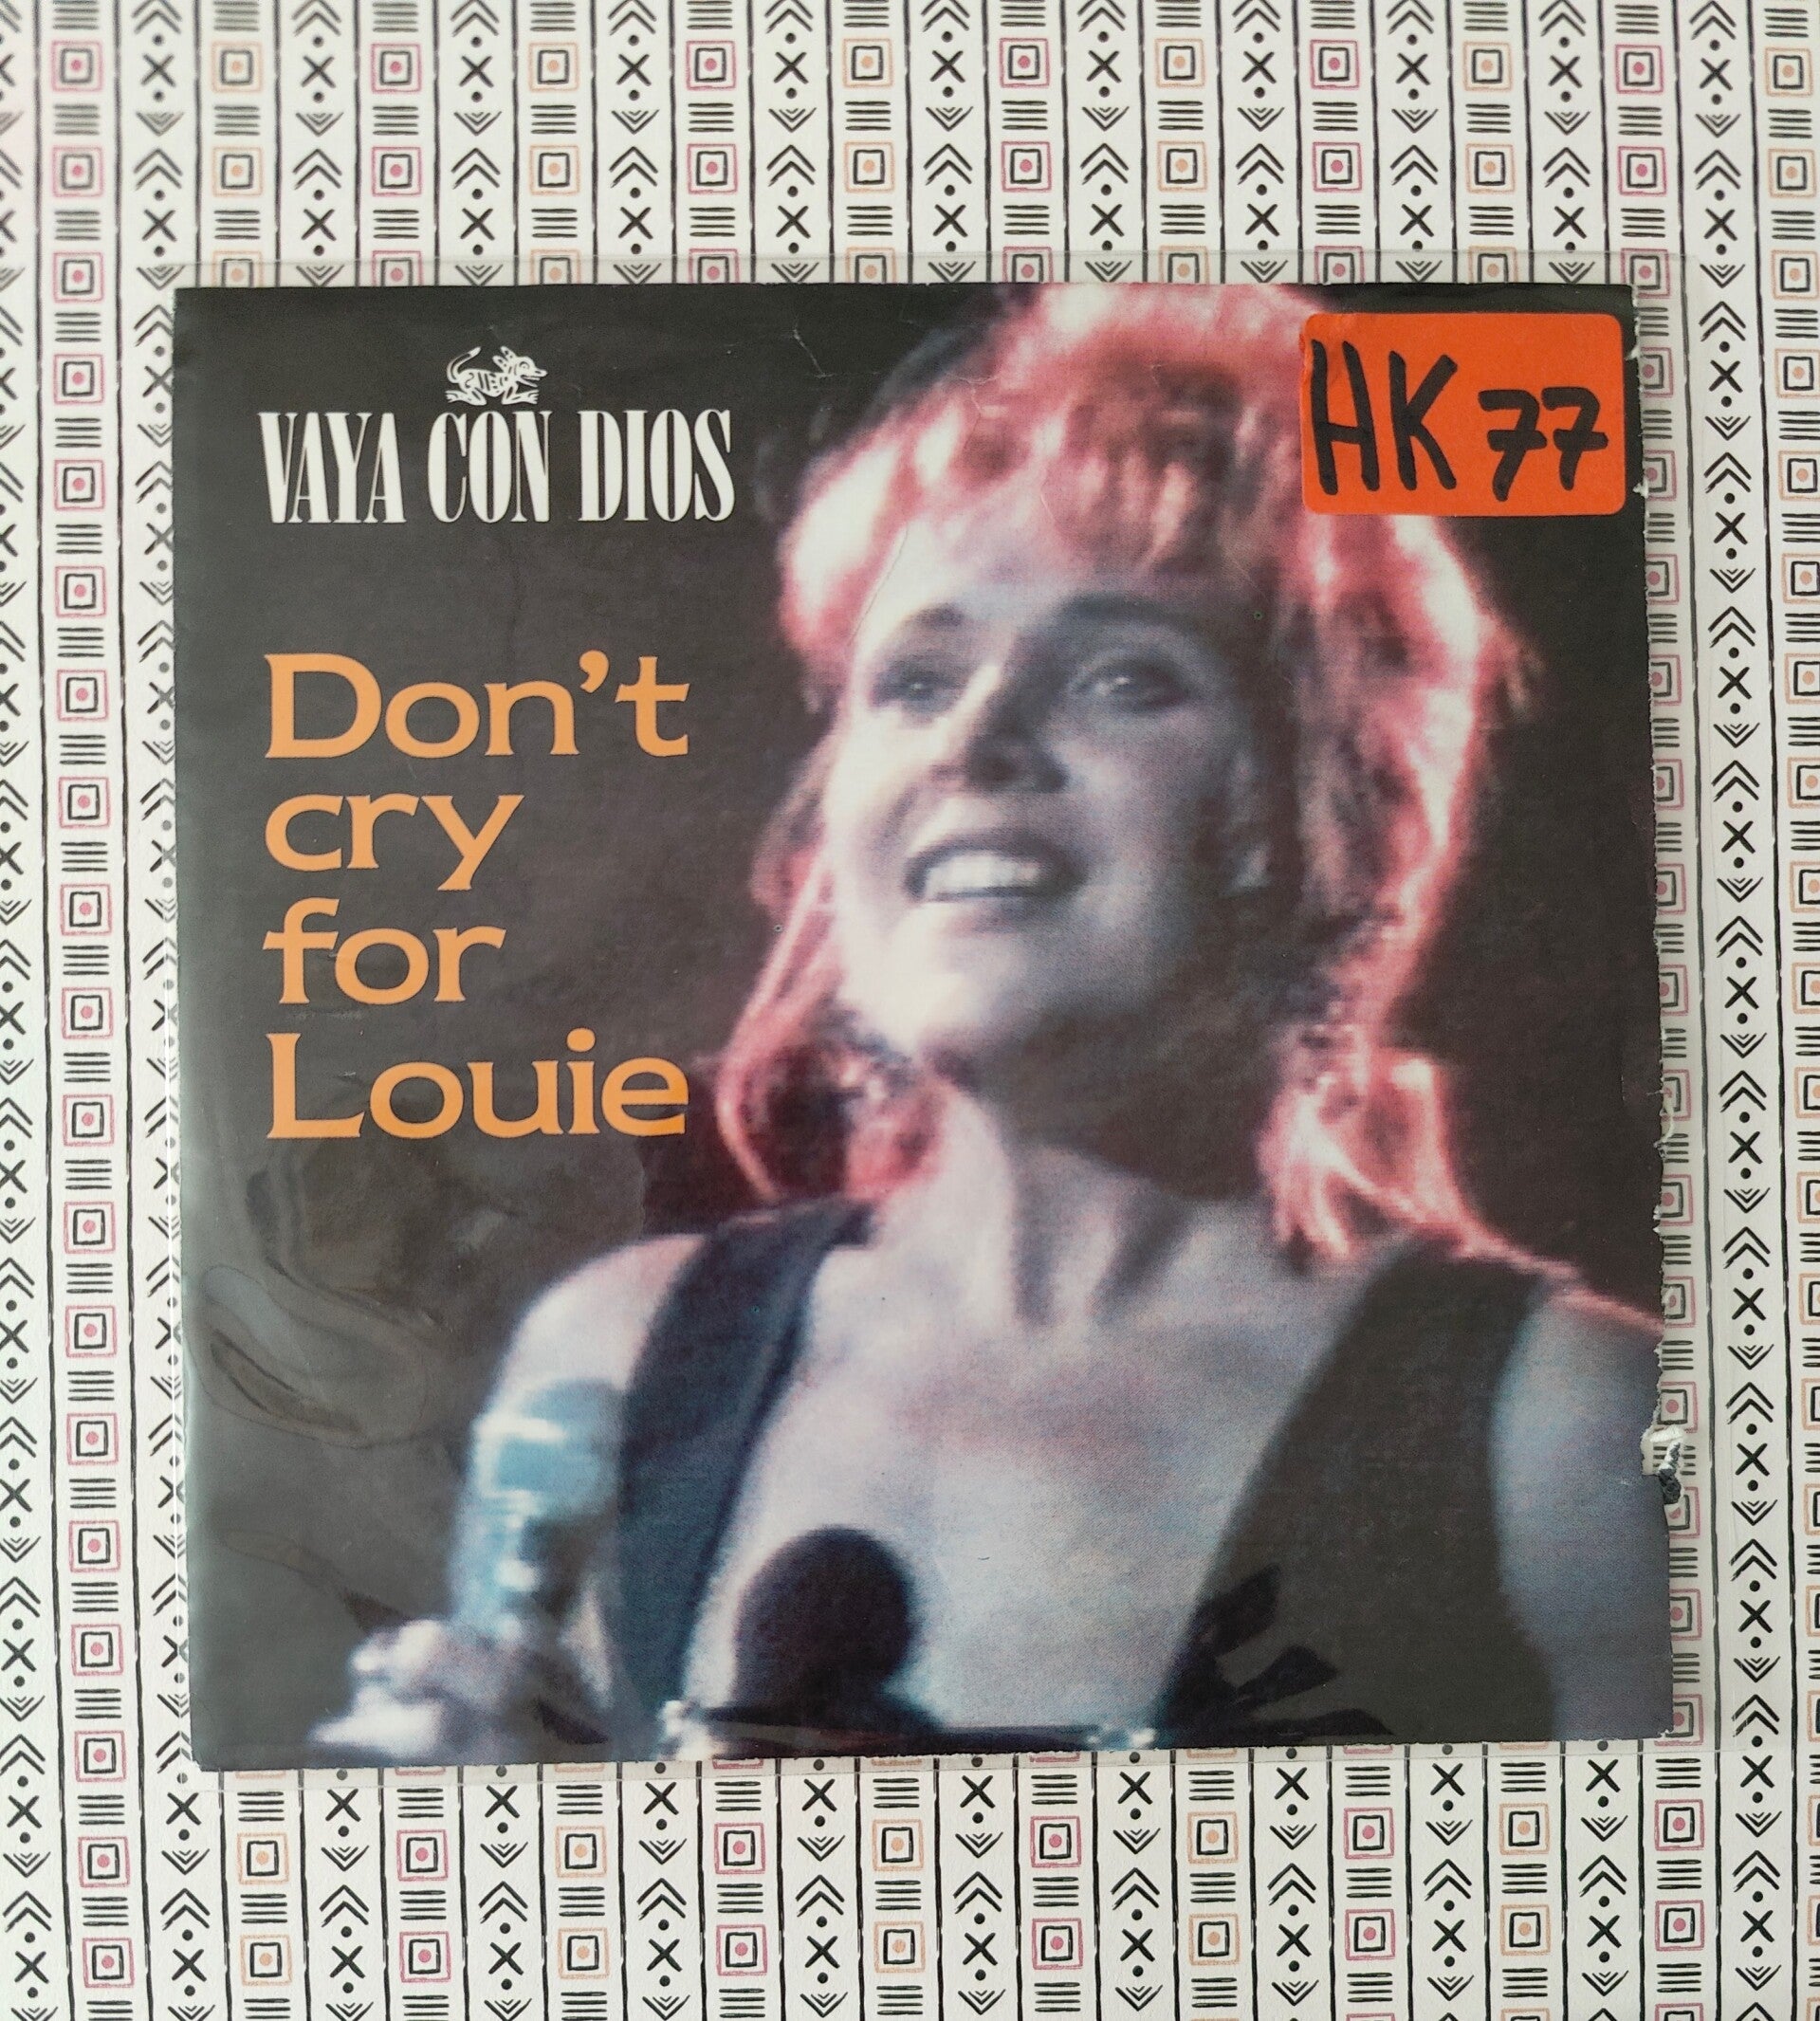 VAYA CON DIOS
HK 77
Don't
cry
for
Louie